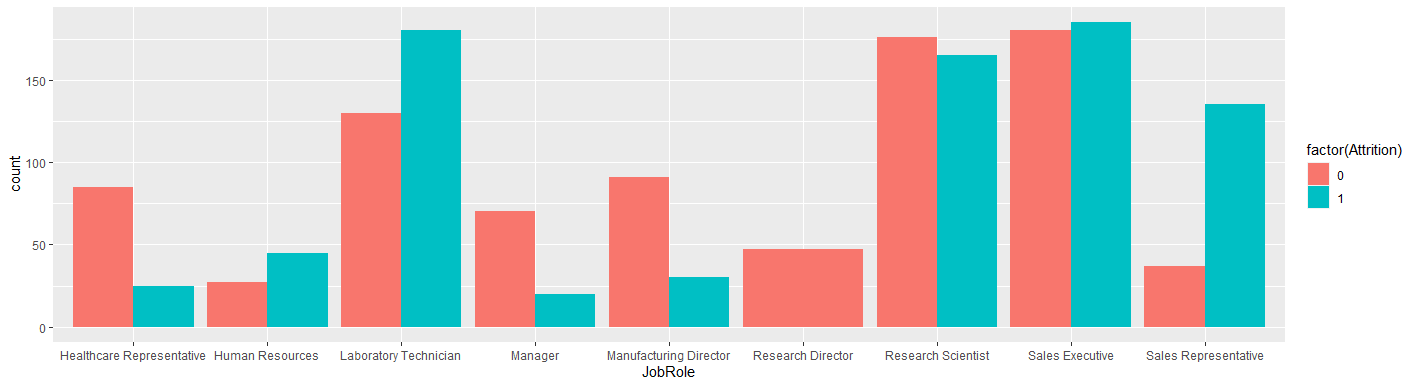 count
150
100
50
0
Healthcare Representative Human Resources Laboratory Technician Manager Manufacturing Director Research Director Research Scientist Sales Executive Sales Representative
JobRole
factor(Attrition)
0
1